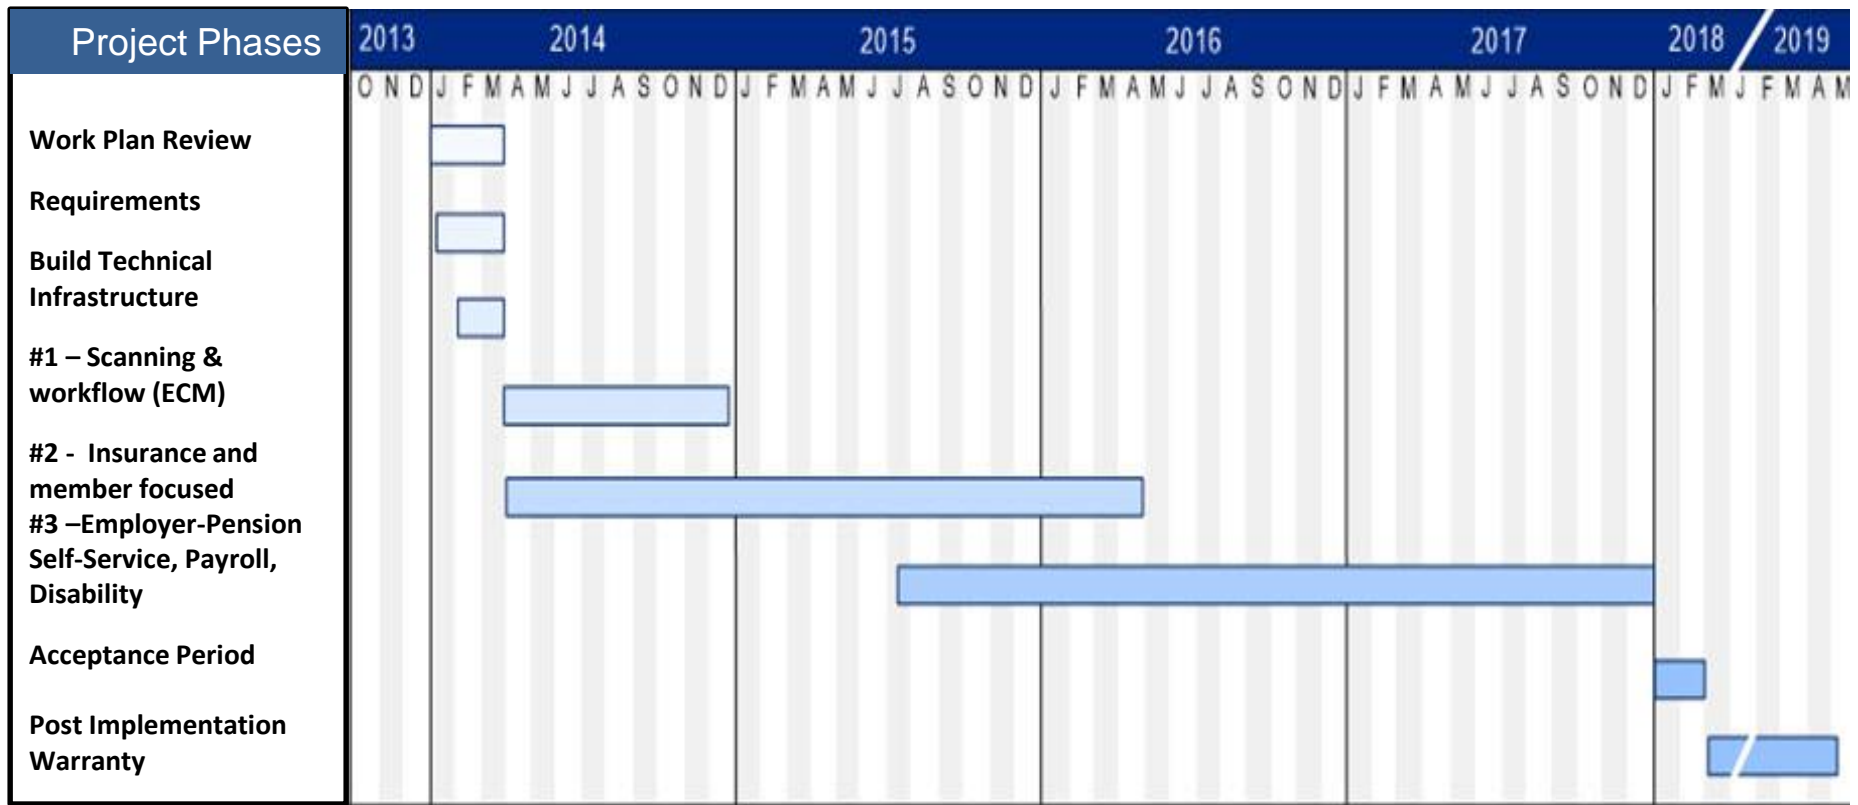 Project Phases
2013 2014 2015 2016 2017 2018 2019
O N D J F M A M J J A S O N D J F M A M J J A S O N D J F M A M J J A S O N D J F M A M J J A S O N D J F M J F M A M
Work Plan Review
Requirements
Build Technical
Infrastructure
#1 – Scanning &
workflow (ECM)
#2 - Insurance and
member focused
#3 –Employer-Pension
Self-Service, Payroll,
Disability
Acceptance Period
Post Implementation
Warranty